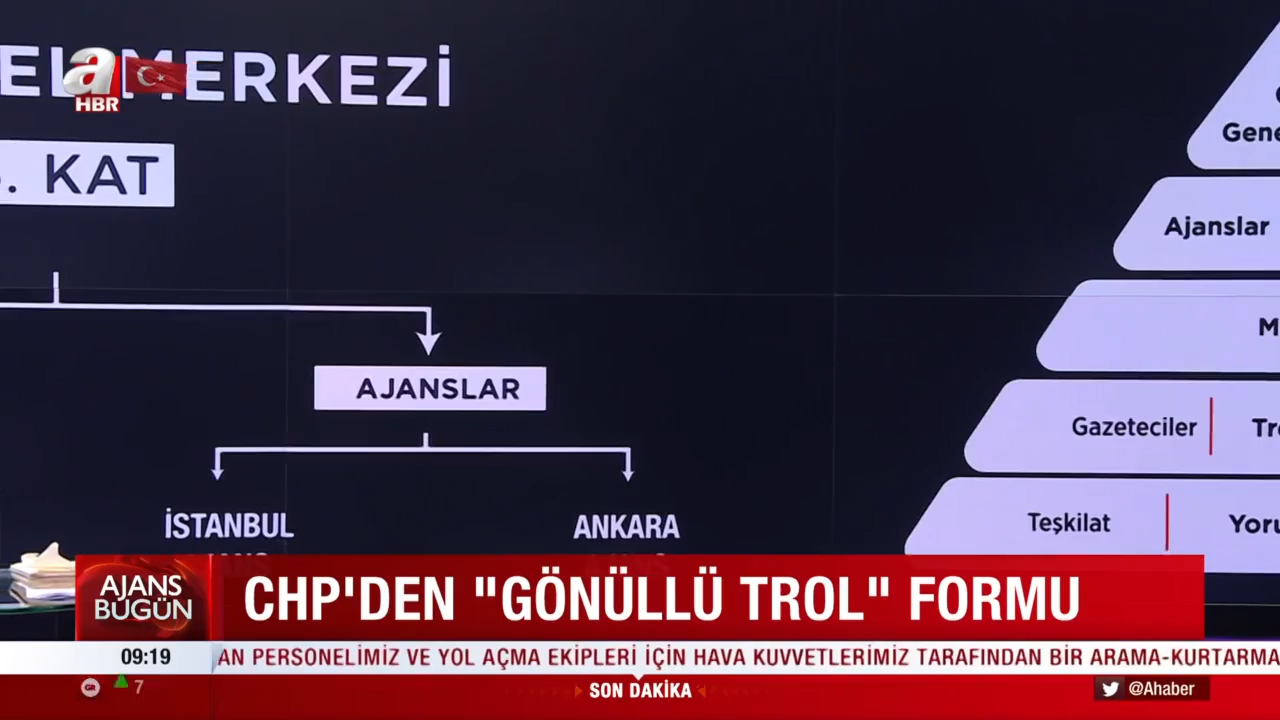 EL MERKEZİ
a
HBR
. KAT
Gene
Ajanslar
AJANSLAR
Gazeteciler
Teşkilat
Yoru
İSTANBUL
ANKARA
AJANS BUGÜN
CHP'DEN "GÖNÜLLÜ TROL" FORMU
09:19
AN PERSONELİMİZ VE YOL AÇMA EKİPLERİ İÇİN HAVA KUVVETLERİMİZ TARAFINDAN BİR ARAMA-KURTARMA
7
SON DAKİKA
@Ahaber